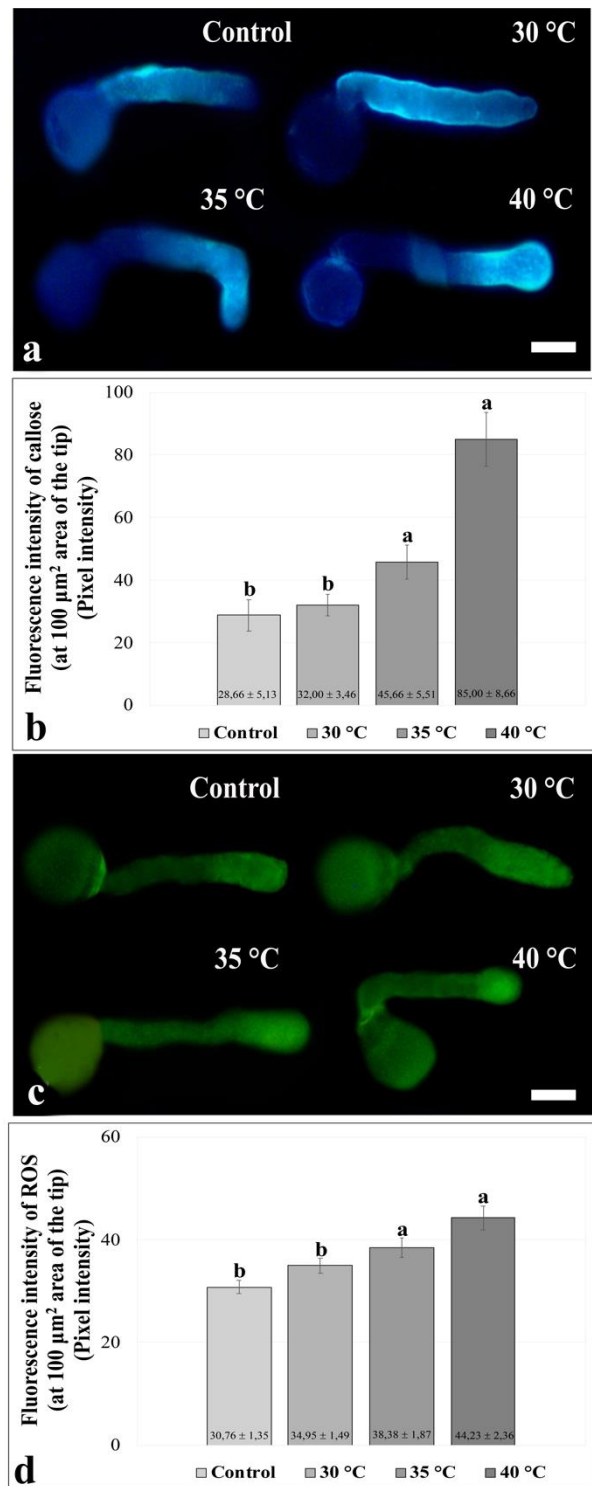 Control 30 °C
35 °C 40 °C
a
Fluorescence intensity of callose
(at 100 µm² area of the tip)
(Pixel intensity)
100
80
60
40
20
0
b b a a
28,66 ± 5,13 32,00 ± 3,46 45,66 ± 5,51 85,00 ± 8,66
Control 30 °C 35 °C 40 °C
b
Control 30 °C
35 °C 40 °C
c
Fluorescence intensity of ROS
(at 100 µm² area of the tip)
(Pixel intensity)
60
40
20
0
b b a a
30,76 ± 1,35 34,95 ± 1,49 38,38 ± 1,87 44,23 ± 2,36
Control 30 °C 35 °C 40 °C
d